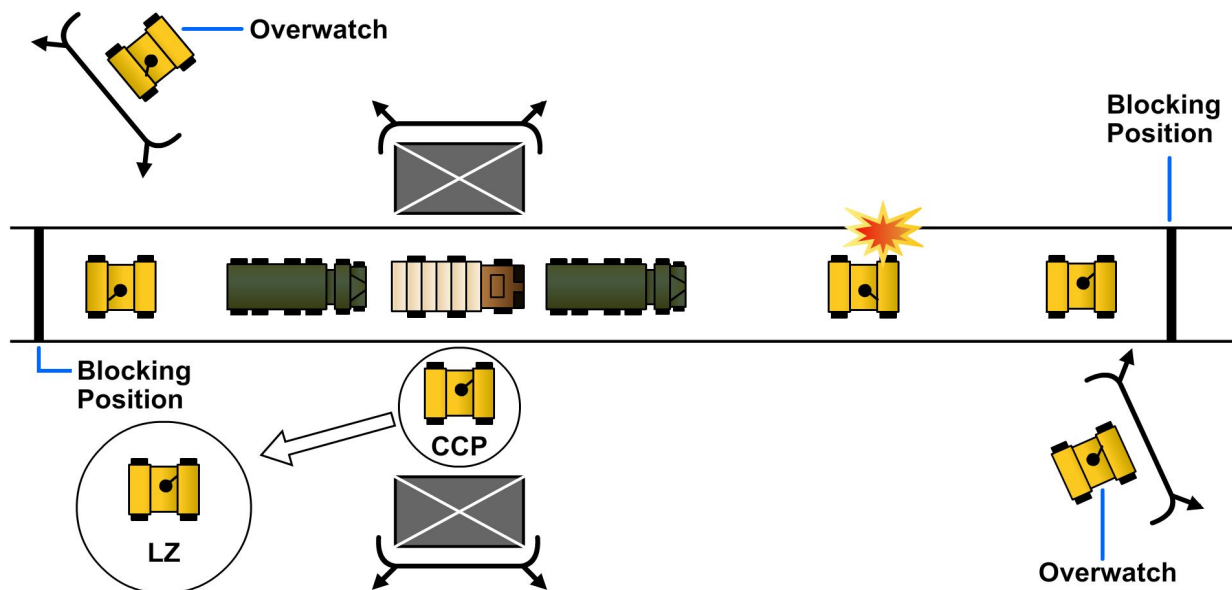 Overwatch
Blocking
Position
Blocking
Position
CCP
LZ
Overwatch